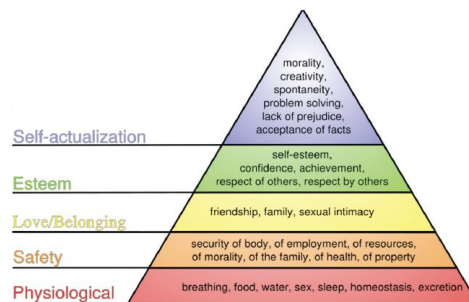 morality,
creativity,
spontaneity,
problem solving,
lack of prejudice,
acceptance of facts
Self-actualization
self-esteem,
confidence, achievement,
respect of others, respect by others
Esteem
friendship, family, sexual intimacy
Love/Belonging
security of body, of employment, of resources,
of morality, of the family, of health, of property
Safety
breathing, food, water, sex, sleep, homeostasis, excretion
Physiological